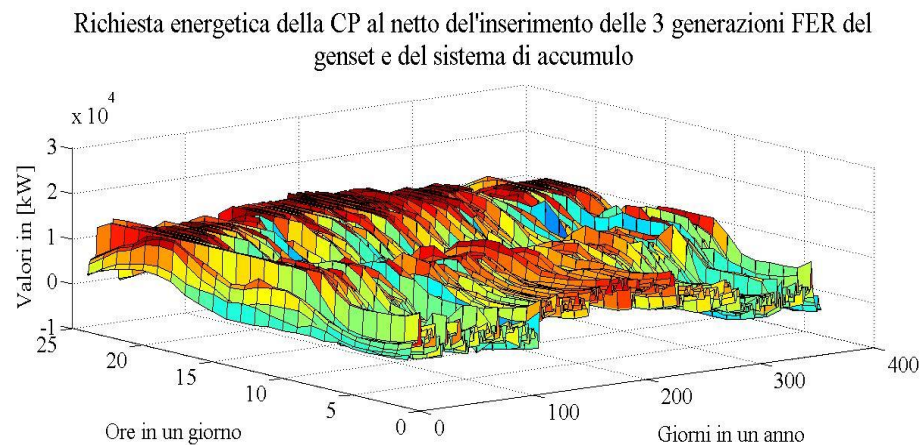 Richiesta energetica della CP al netto del'inserimento delle 3 generazioni FER del
genset e del sistema di accumulo
x 10^4
3
2
1
0
-1
Valori in [kW]
25
20
15
10
5
0
Ore in un giorno
0
100
200
300
400
Giorni in un anno